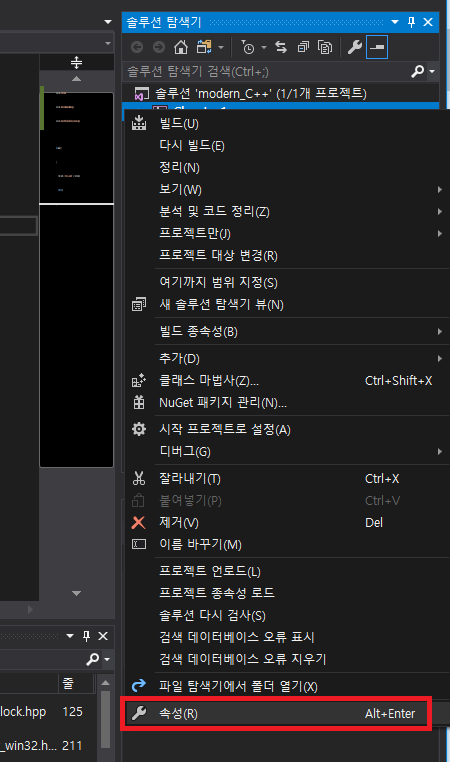 솔루션 탐색기
솔루션 탐색기 검색(Ctrl+;)
솔루션 'modern_C++' (1/1개 프로젝트)
빌드(U)
다시 빌드(E)
정리(N)
보기(W)
분석 및 코드 정리(Z)
프로젝트만(J)
프로젝트 대상 변경(R)
여기까지 범위 지정(S)
새 솔루션 탐색기 뷰(N)
빌드 종속성(B)
추가(D)
클래스 마법사(Z)... Ctrl+Shift+X
NuGet 패키지 관리(N)...
시작 프로젝트로 설정(A)
디버그(G)
잘라내기(T) Ctrl+X
붙여넣기(P) Ctrl+V
제거(V) Del
이름 바꾸기(M)
프로젝트 언로드(L)
프로젝트 종속성 로드
솔루션 다시 검사(S)
검색 데이터베이스 오류 표시
검색 데이터베이스 오류 지우기
파일 탐색기에서 폴더 열기(X)
속성(R) Alt+Enter
줄
lock.hpp 125
_win32.h... 211